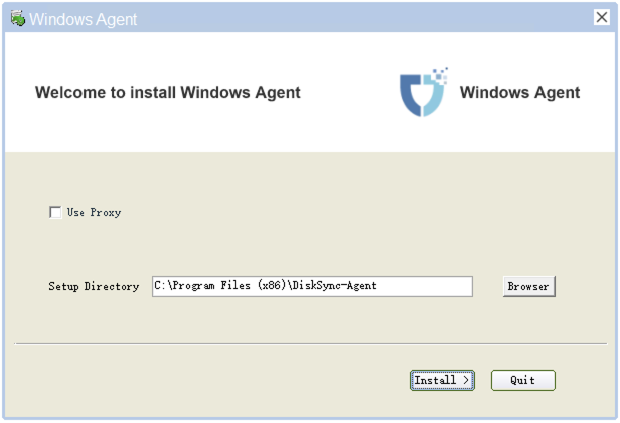 Windows Agent
Welcome to install Windows Agent
Windows Agent
Use Proxy
Setup Directory
C:\Program Files (x86)\DiskSync-Agent
Browser
Install >
Quit